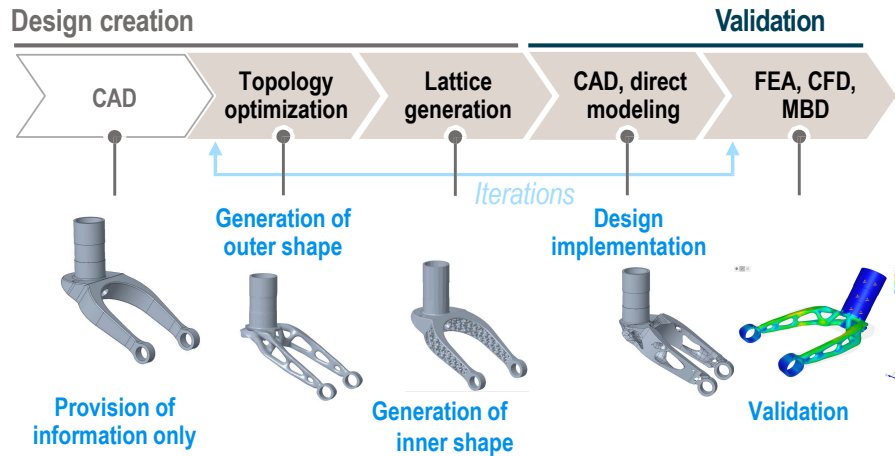 Design creation
Validation
CAD
Topology
optimization
Lattice
generation
CAD, direct
modeling
FEA, CFD,
MBD
Iterations
Generation of
outer shape
Design
implementation
Provision of
information only
Generation of
inner shape
Validation